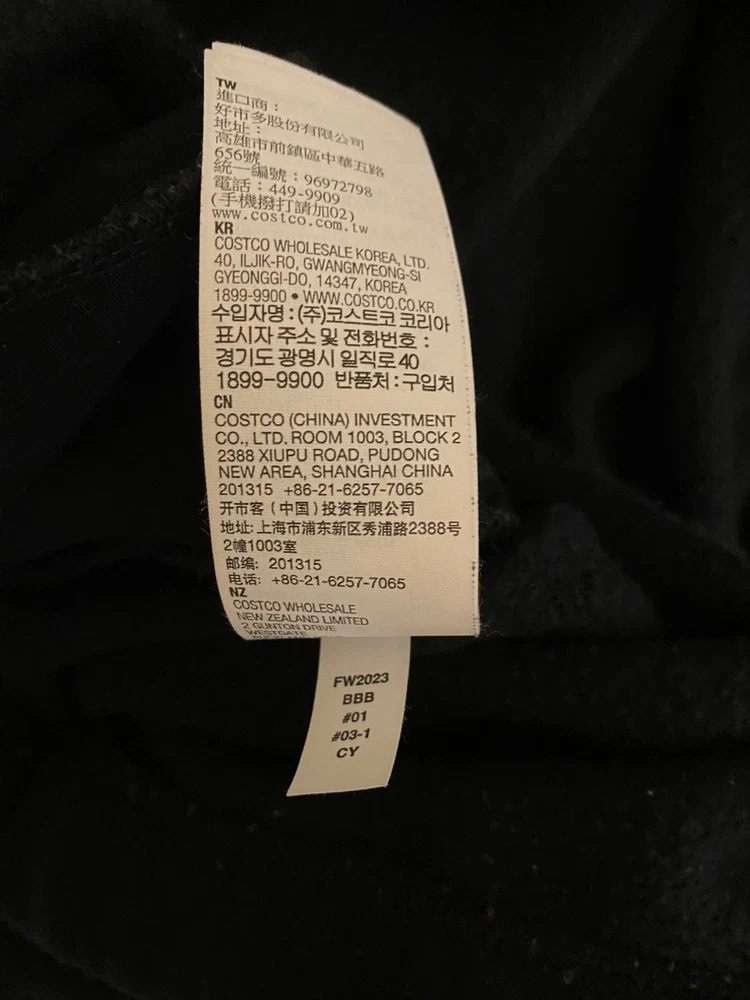 TW
進口商：
好市多股份有限公司
地址：
高雄市前鎮區中華五路
656號
統一編號：96972798
電話：449-9909
(手機撥打請加02)
www.costco.com.tw
KR
COSTCO WHOLESALE KOREA, LTD.
40, ILJIK-RO, GWANGMYEONG-SI
GYEONGGI-DO, 14347, KOREA
1899-9900 • WWW.COSTCO.CO.KR
수입자명 : (주)코스트코 코리아
표시자 주소 및 전화번호 :
경기도 광명시 일직로 40
1899-9900 반품처 : 구입처
CN
COSTCO (CHINA) INVESTMENT
CO., LTD. ROOM 1003, BLOCK 2
2388 XIUPU ROAD, PUDONG
NEW AREA, SHANGHAI CHINA
201315 +86-21-6257-7065
开市客（中国）投资有限公司
地址: 上海市浦东新区秀浦路2388号
2幢1003室
邮编: 201315
电话: +86-21-6257-7065
NZ
COSTCO WHOLESALE
NEW ZEALAND LIMITED
2 GUNTON DRIVE
WESTGATE
FW2023
BBB
#01
#03-1
CY